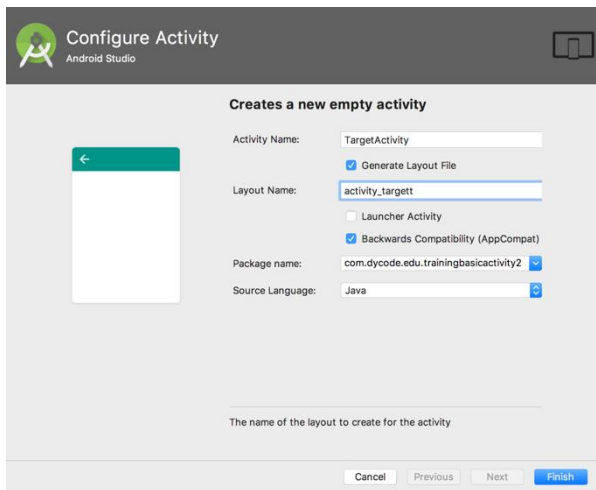 Configure Activity
Android Studio
Creates a new empty activity
Activity Name: TargetActivity
Generate Layout File
Layout Name: activity_targett
Launcher Activity
Backwards Compatibility (AppCompat)
Package name: com.dycode.edu.trainingbasicactivity2
Source Language: Java
The name of the layout to create for the activity
Cancel Previous Next Finish